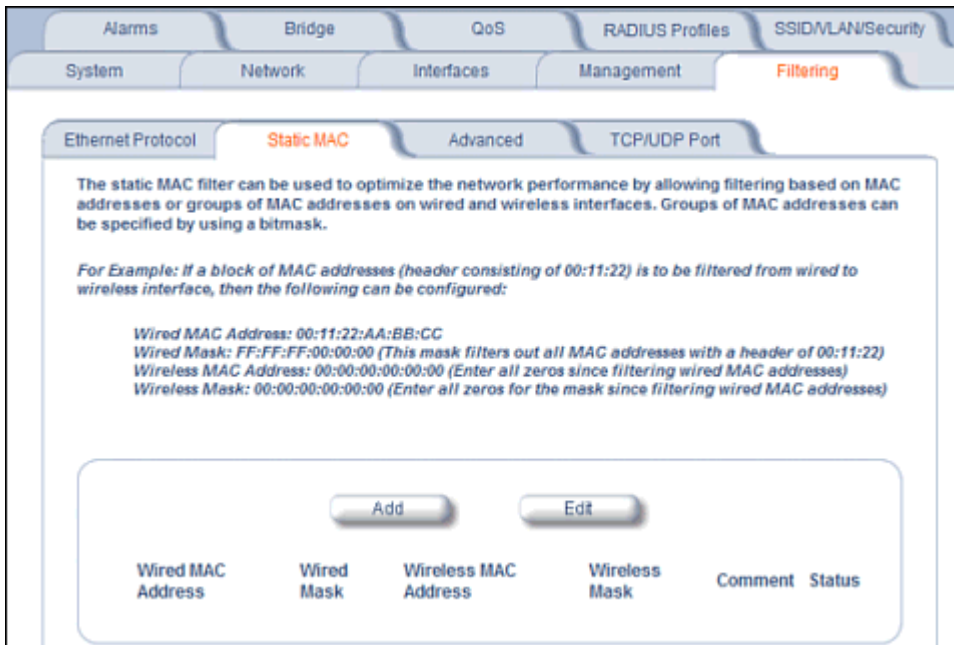 Alarms Bridge QoS RADIUS Profiles SSID/VLAN/Security
System Network Interfaces Management Filtering
Ethernet Protocol Static MAC Advanced TCP/UDP Port
The static MAC filter can be used to optimize the network performance by allowing filtering based on MAC
addresses or groups of MAC addresses on wired and wireless interfaces. Groups of MAC addresses can
be specified by using a bitmask.
For Example: If a block of MAC addresses (header consisting of 00:11:22) is to be filtered from wired to
wireless interface, then the following can be configured:
Wired MAC Address: 00:11:22:AA:BB:CC
Wired Mask: FF:FF:FF:00:00:00 (This mask filters out all MAC addresses with a header of 00:11:22)
Wireless MAC Address: 00:00:00:00:00:00 (Enter all zeros since filtering wired MAC addresses)
Wireless Mask: 00:00:00:00:00:00 (Enter all zeros for the mask since filtering wired MAC addresses)
Add Edit
Wired MAC Address Wired Mask Wireless MAC Address Wireless Mask Comment Status